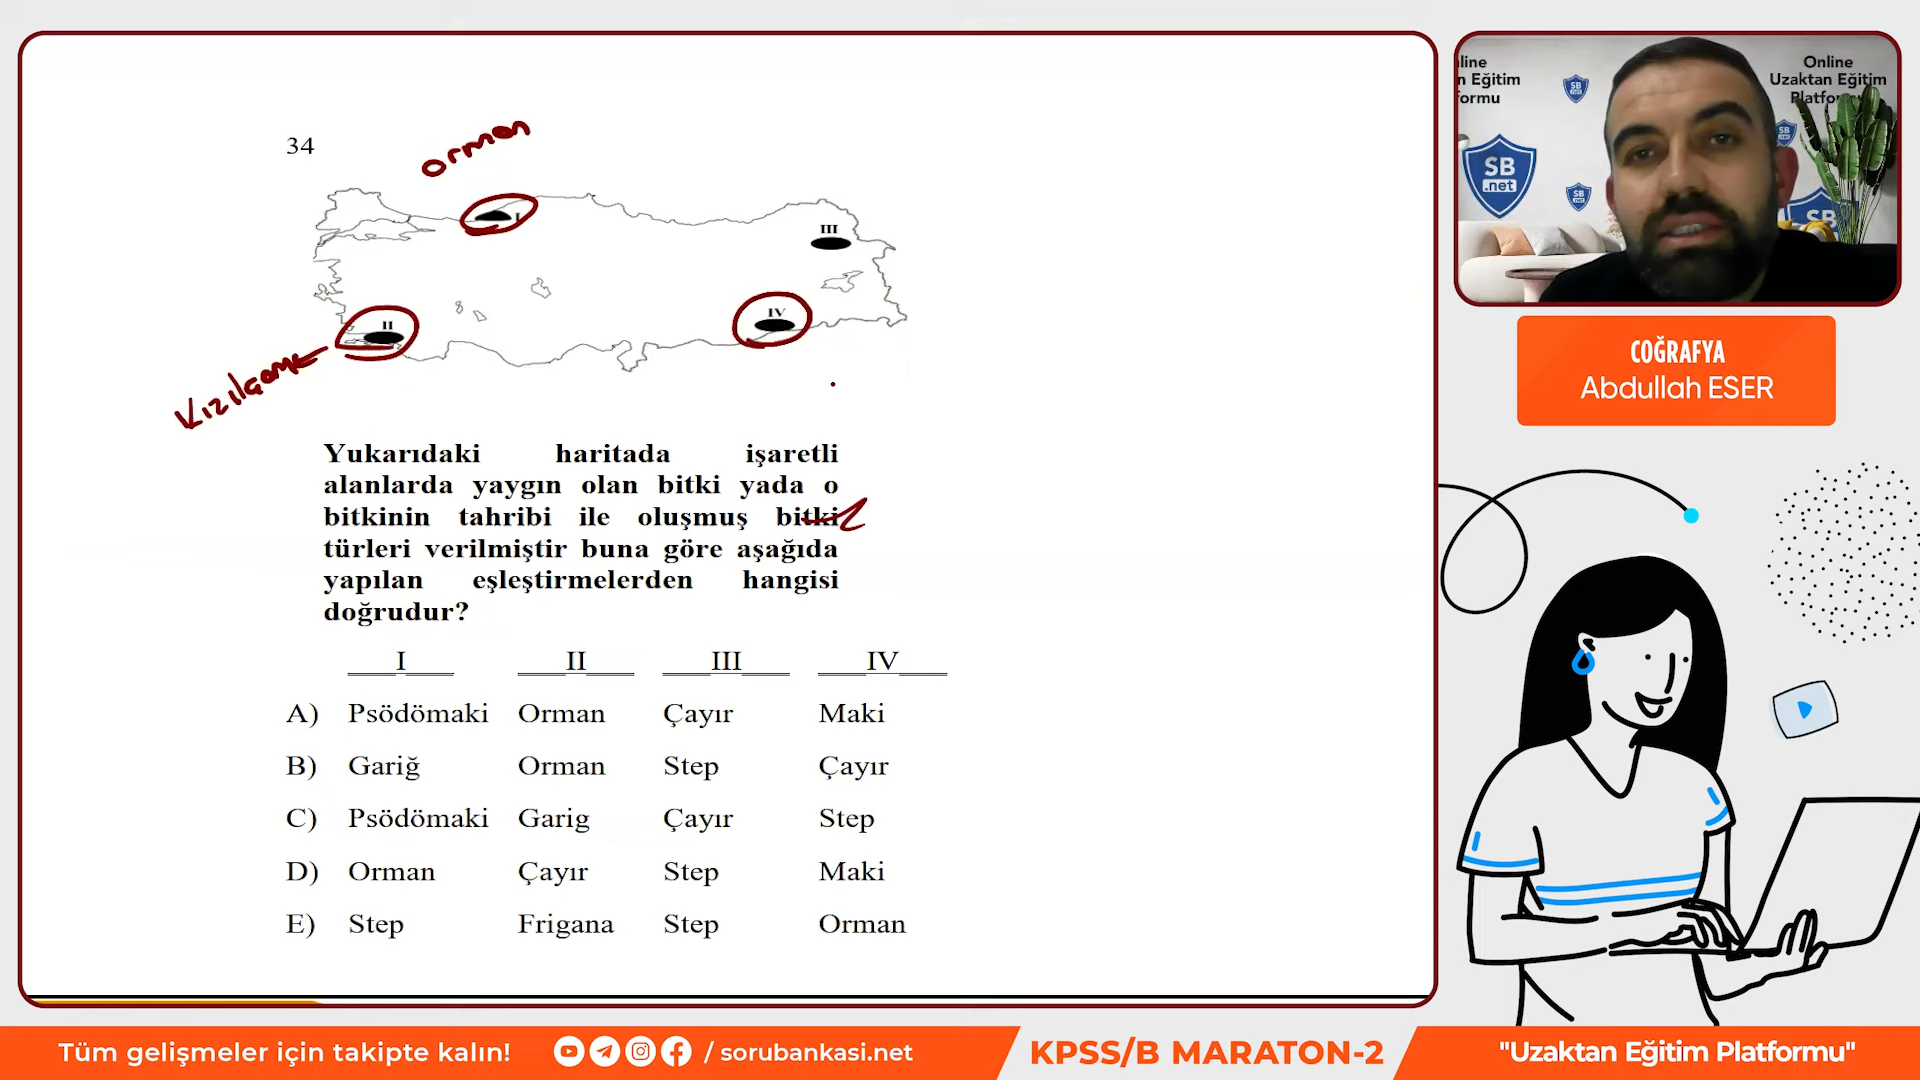 34
orman
I
III
II
IV
Kızılçam
Yukarıdaki haritada işaretli
alanlarda yaygın olan bitki yada o
bitkinin tahribi ile oluşmuş bitki
türleri verilmiştir buna göre aşağıda
yapılan eşleştirmelerden hangisi
doğrudur?
I II III IV
A) Psödömaki Orman Çayır Maki
B) Gariğ Orman Step Çayır
C) Psödömaki Garig Çayır Step
D) Orman Çayır Step Maki
E) Step Frigana Step Orman
Online
Uzaktan Eğitim
SB
.net
SB
COĞRAFYA
Abdullah ESER
Tüm gelişmeler için takipte kalın!
/ sorubankasi.net
KPSS/B MARATON-2
"Uzaktan Eğitim Platformu"